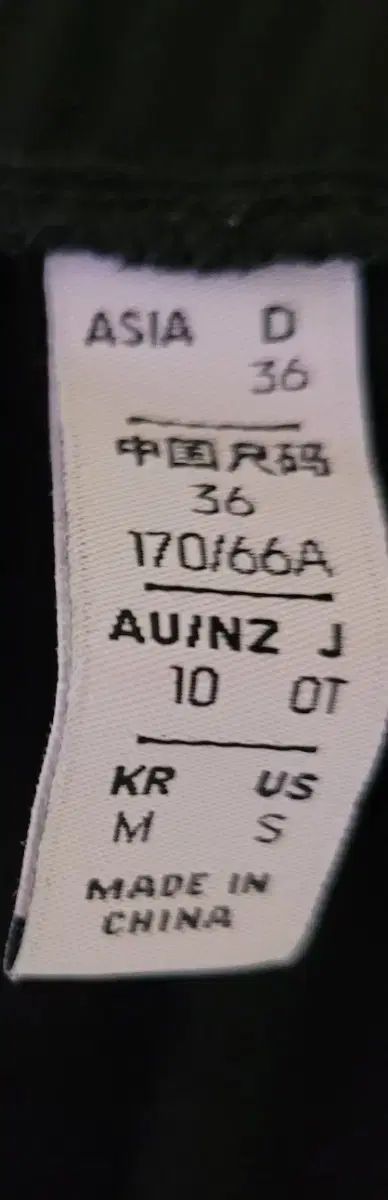 ASIA D
36
中国尺码
36
170/66A
AU/NZ J
10 OT
KR US
M S
MADE IN
CHINA